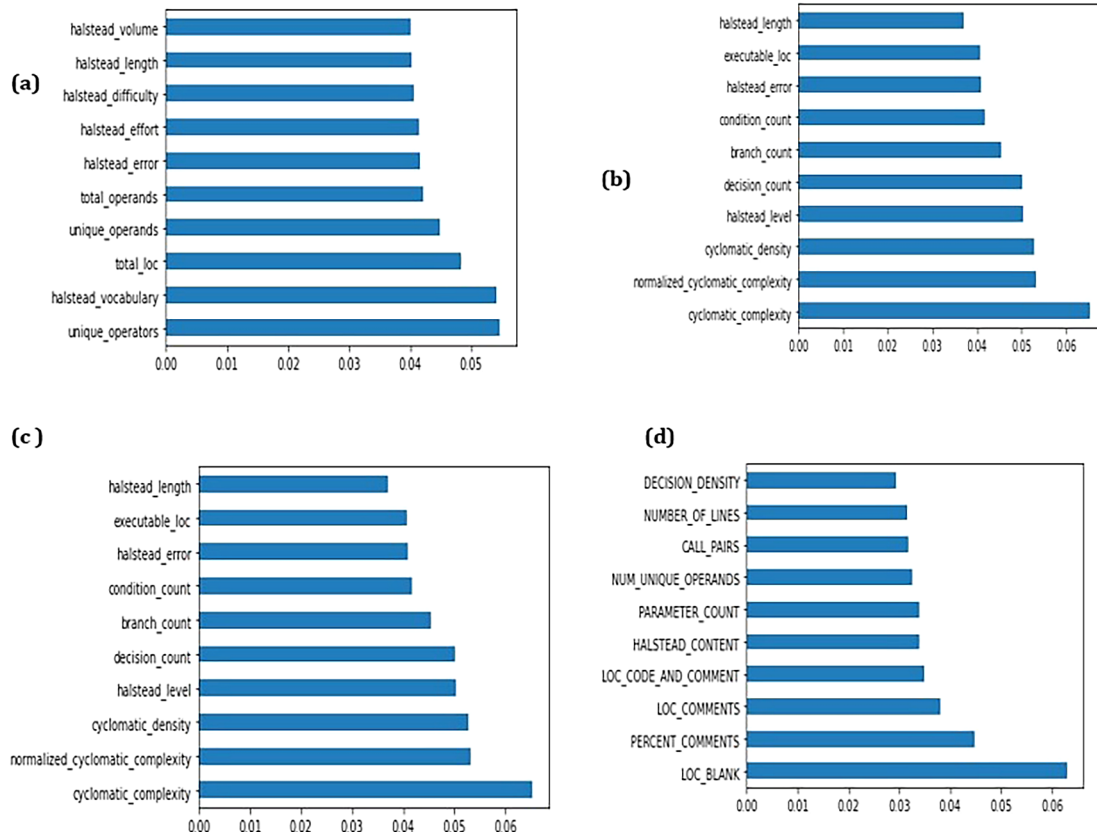 (a)
halstead_volume
halstead_length
halstead_difficulty
halstead_effort
halstead_error
total_operands
unique_operands
total_loc
halstead_vocabulary
unique_operators
0.00 0.01 0.02 0.03 0.04 0.05
(b)
halstead_length
executable_loc
halstead_error
condition_count
branch_count
decision_count
halstead_level
cyclomatic_density
normalized_cyclomatic_complexity
cyclomatic_complexity
0.00 0.01 0.02 0.03 0.04 0.05 0.06
(c )
halstead_length
executable_loc
halstead_error
condition_count
branch_count
decision_count
halstead_level
cyclomatic_density
normalized_cyclomatic_complexity
cyclomatic_complexity
0.00 0.01 0.02 0.03 0.04 0.05 0.06
(d)
DECISION_DENSITY
NUMBER_OF_LINES
CALL_PAIRS
NUM_UNIQUE_OPERANDS
PARAMETER_COUNT
HALSTEAD_CONTENT
LOC_CODE_AND_COMMENT
LOC_COMMENTS
PERCENT_COMMENTS
LOC_BLANK
0.00 0.01 0.02 0.03 0.04 0.05 0.06